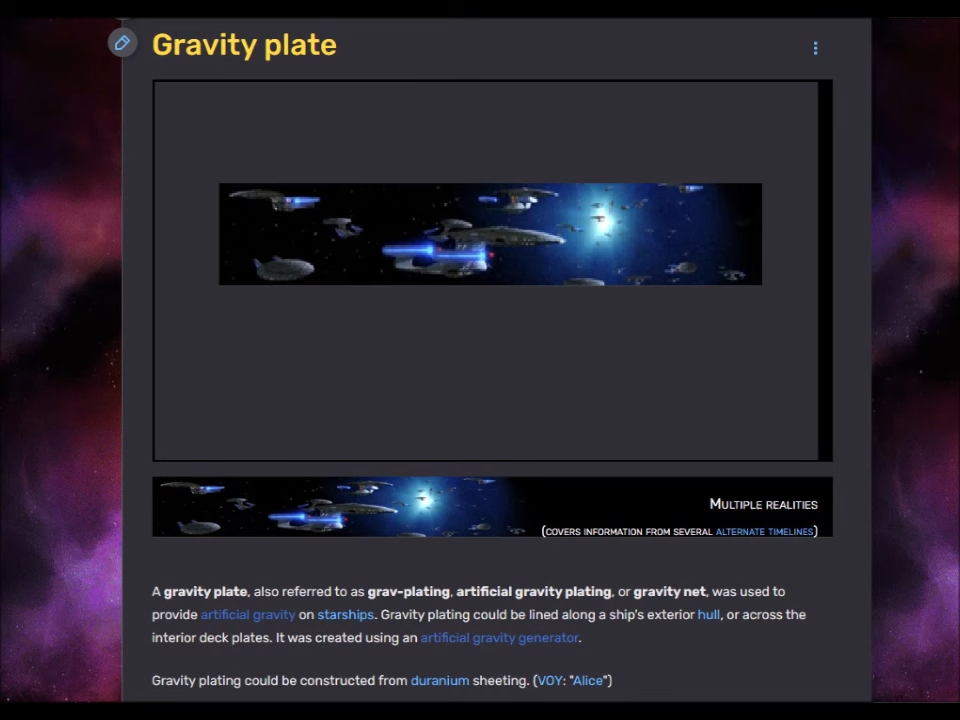 Gravity plate
Multiple realities
(covers information from several alternate timelines)
A gravity plate, also referred to as grav-plating, artificial gravity plating, or gravity net, was used to
provide artificial gravity on starships. Gravity plating could be lined along a ship's exterior hull, or across the
interior deck plates. It was created using an artificial gravity generator.
Gravity plating could be constructed from duranium sheeting. (VOY: "Alice")